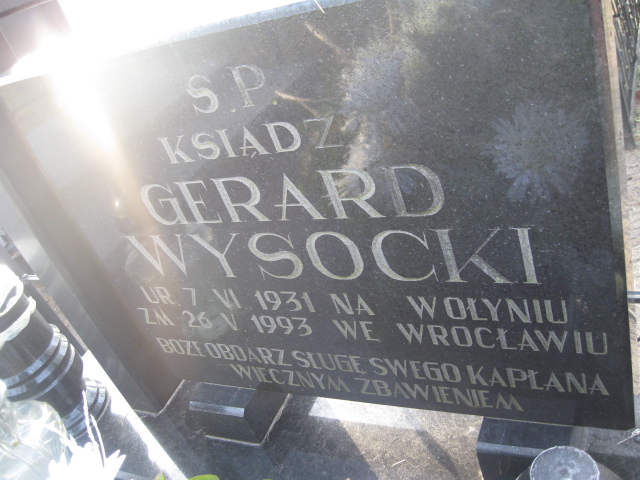 S P
KSIĄDZ
GERARD
WYSOCKI
UR. 7 VI 1931 NA WOŁYNIU
ZM 26 V 1993 WE WROCŁAWIU
BOŻE OBDARZ SŁUGĘ SWEGO KAPŁANA
WIECZNYM ZBAWIENIEM